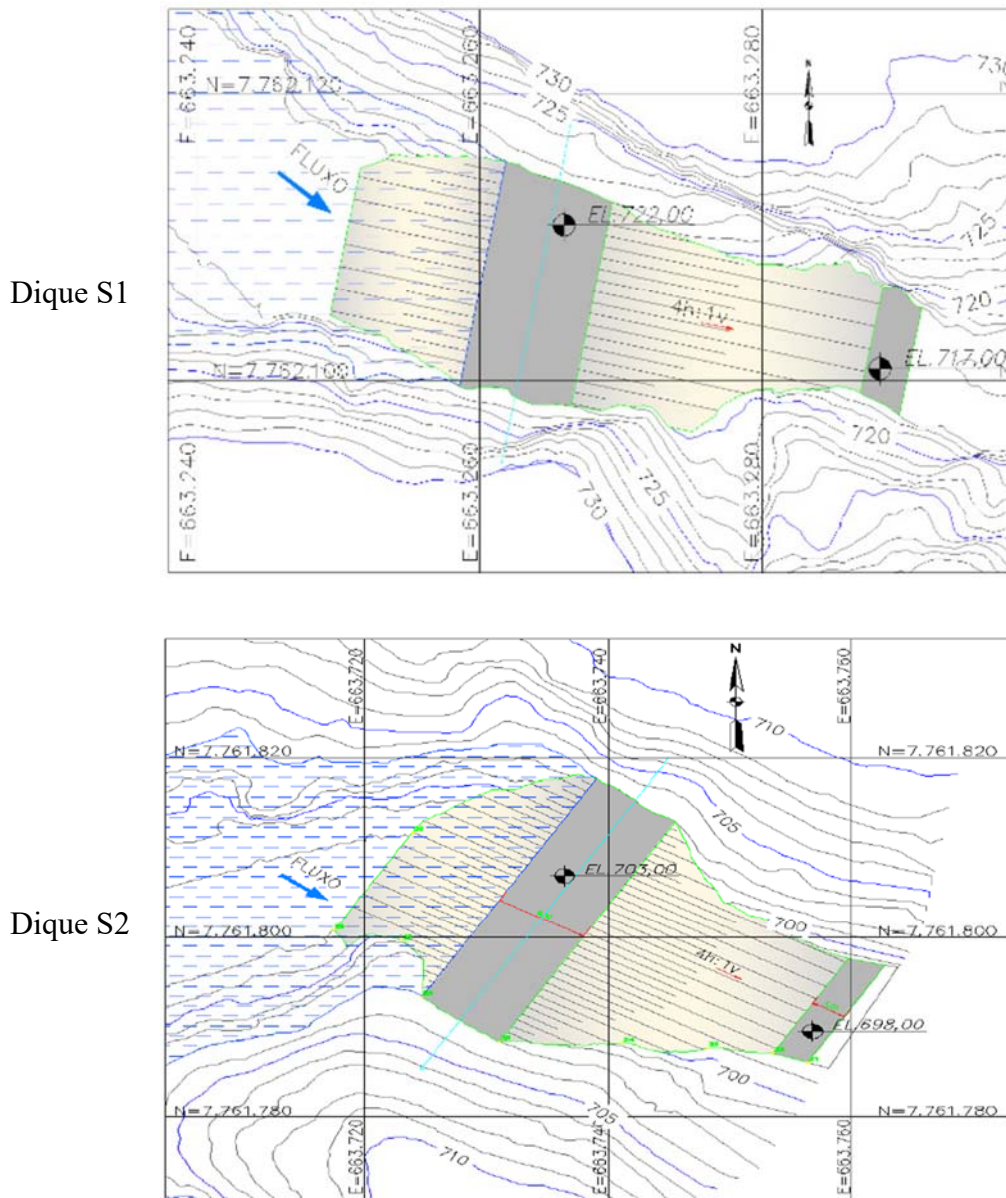 Dique S1
E=663.240
E=663.260
E=663.280
730
725
730
N=7.762.120
FLUXO
EL.722,00
725
4h:1v
720
EL.717,00
N=7.762.100
720
725
730
E=663.240
E=663.260
E=663.280
Dique S2
E=663.720
E=663.740
N
E=663.760
710
N=7.761.820
N=7.761.820
705
EL.703,00
FLUXO
700
N=7.761.800
N=7.761.800
4H:1V
EL.698,00
700
705
N=7.761.780
N=7.761.780
710
E=663.720
E=663.740
E=663.760